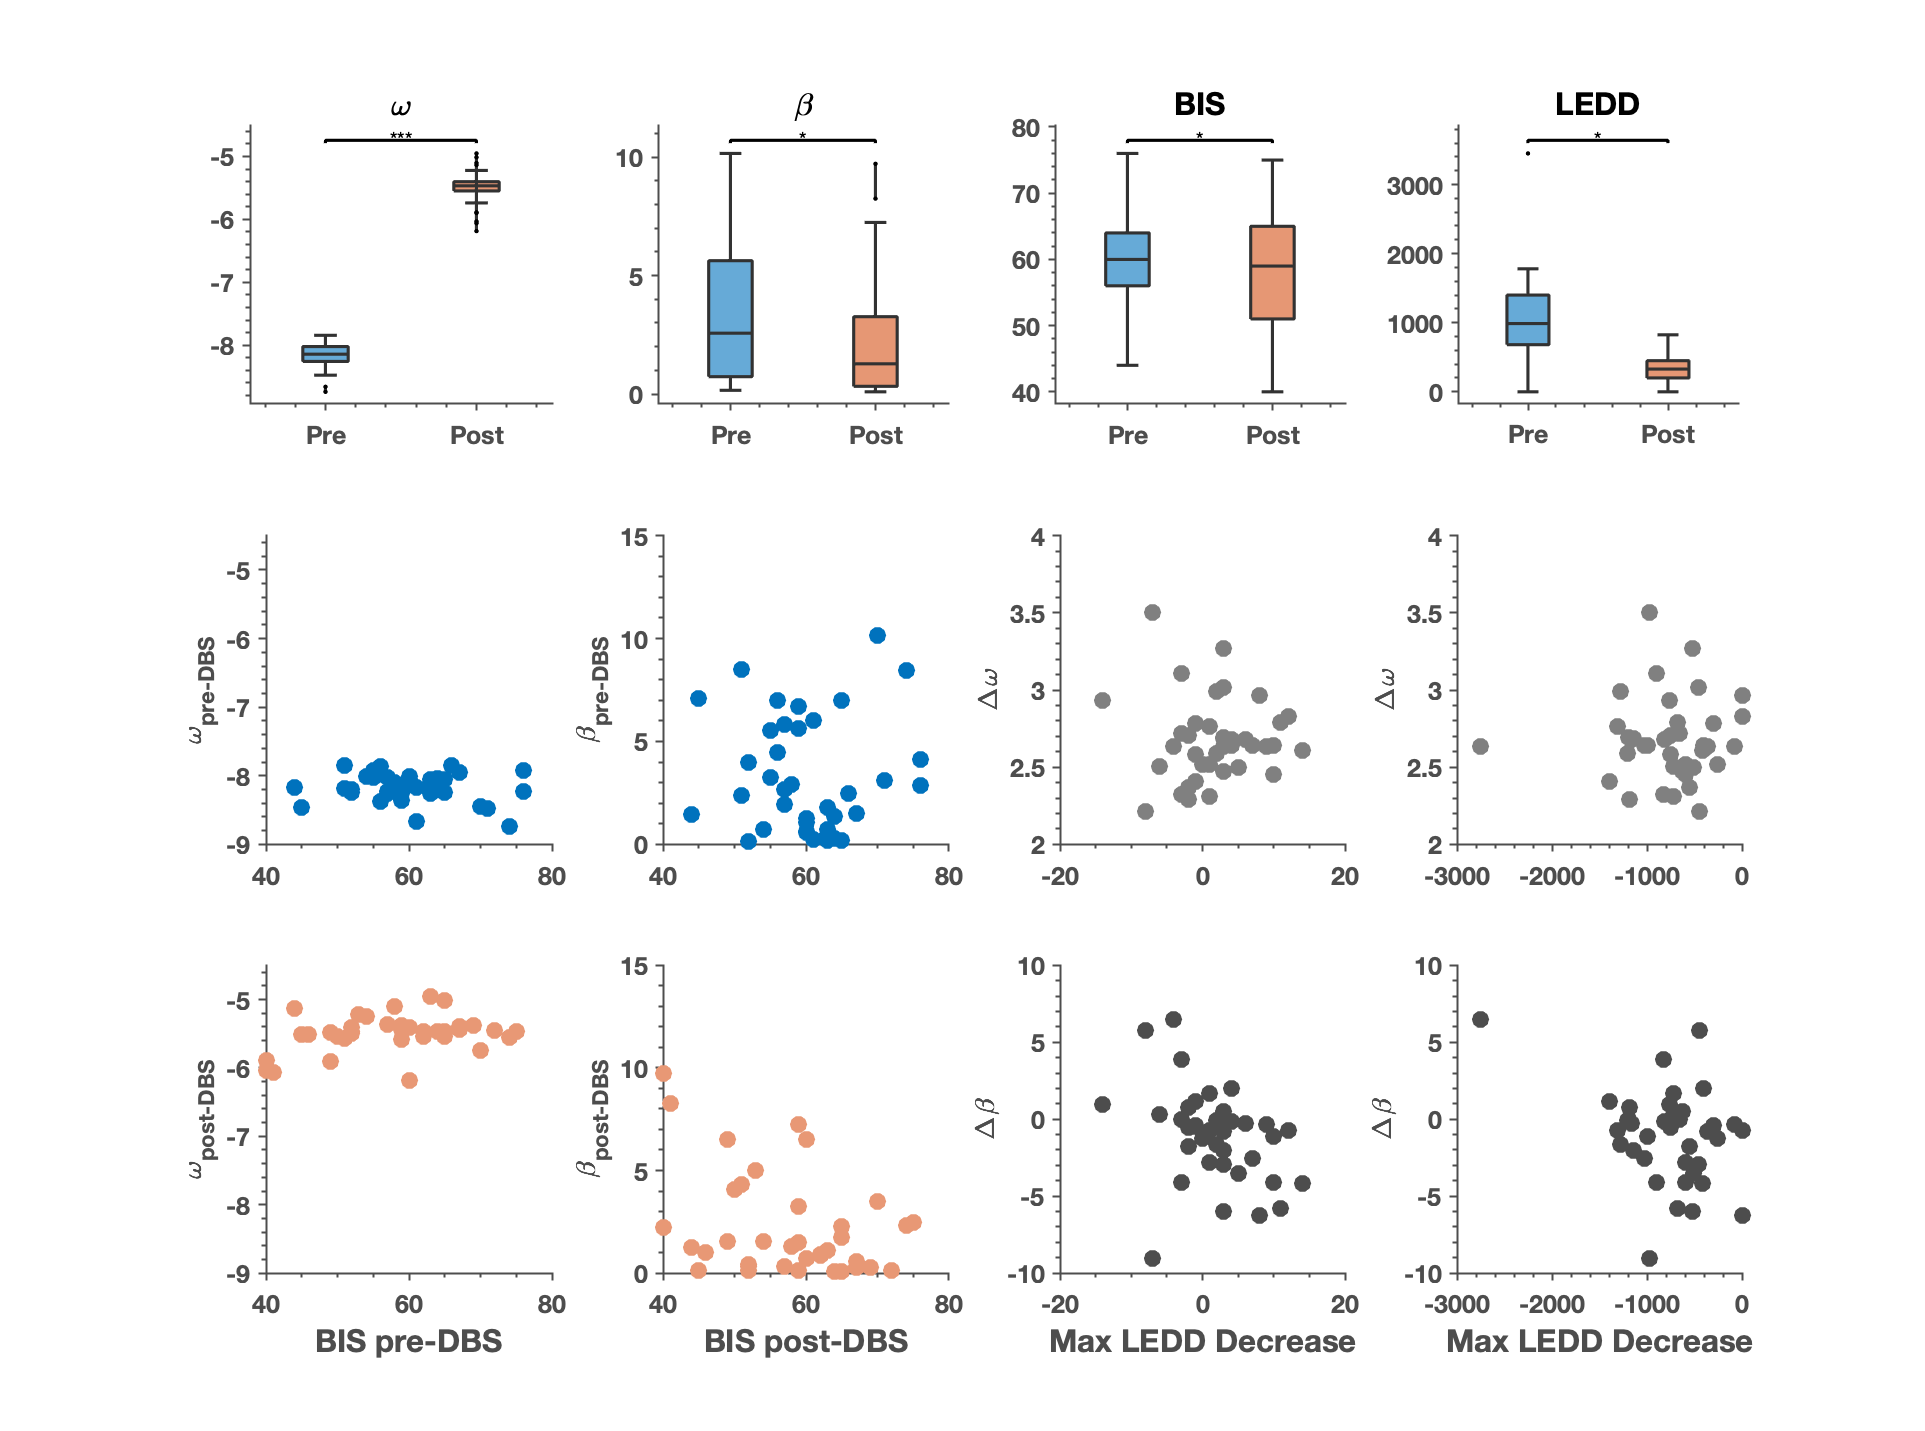 ω β BIS LEDD
*** * * *
-5 10 80 3000
-6 5 70 2000
-7 0 60 1000
-8 50 0
40
Pre Post Pre Post Pre Post Pre Post
ω pre-DBS
-5
-6
-7
-8
-9
40 60 80
β pre-DBS
15
10
5
0
40 60 80
Δω
4
3.5
3
2.5
2
-20 0 20
Δω
4
3.5
3
2.5
2
-3000 -2000 -1000 0
ω post-DBS
-5
-6
-7
-8
-9
40 60 80
BIS pre-DBS
β post-DBS
15
10
5
0
40 60 80
BIS post-DBS
Δβ
10
5
0
-5
-10
-20 0 20
Max LEDD Decrease
Δβ
10
5
0
-5
-10
-3000 -2000 -1000 0
Max LEDD Decrease